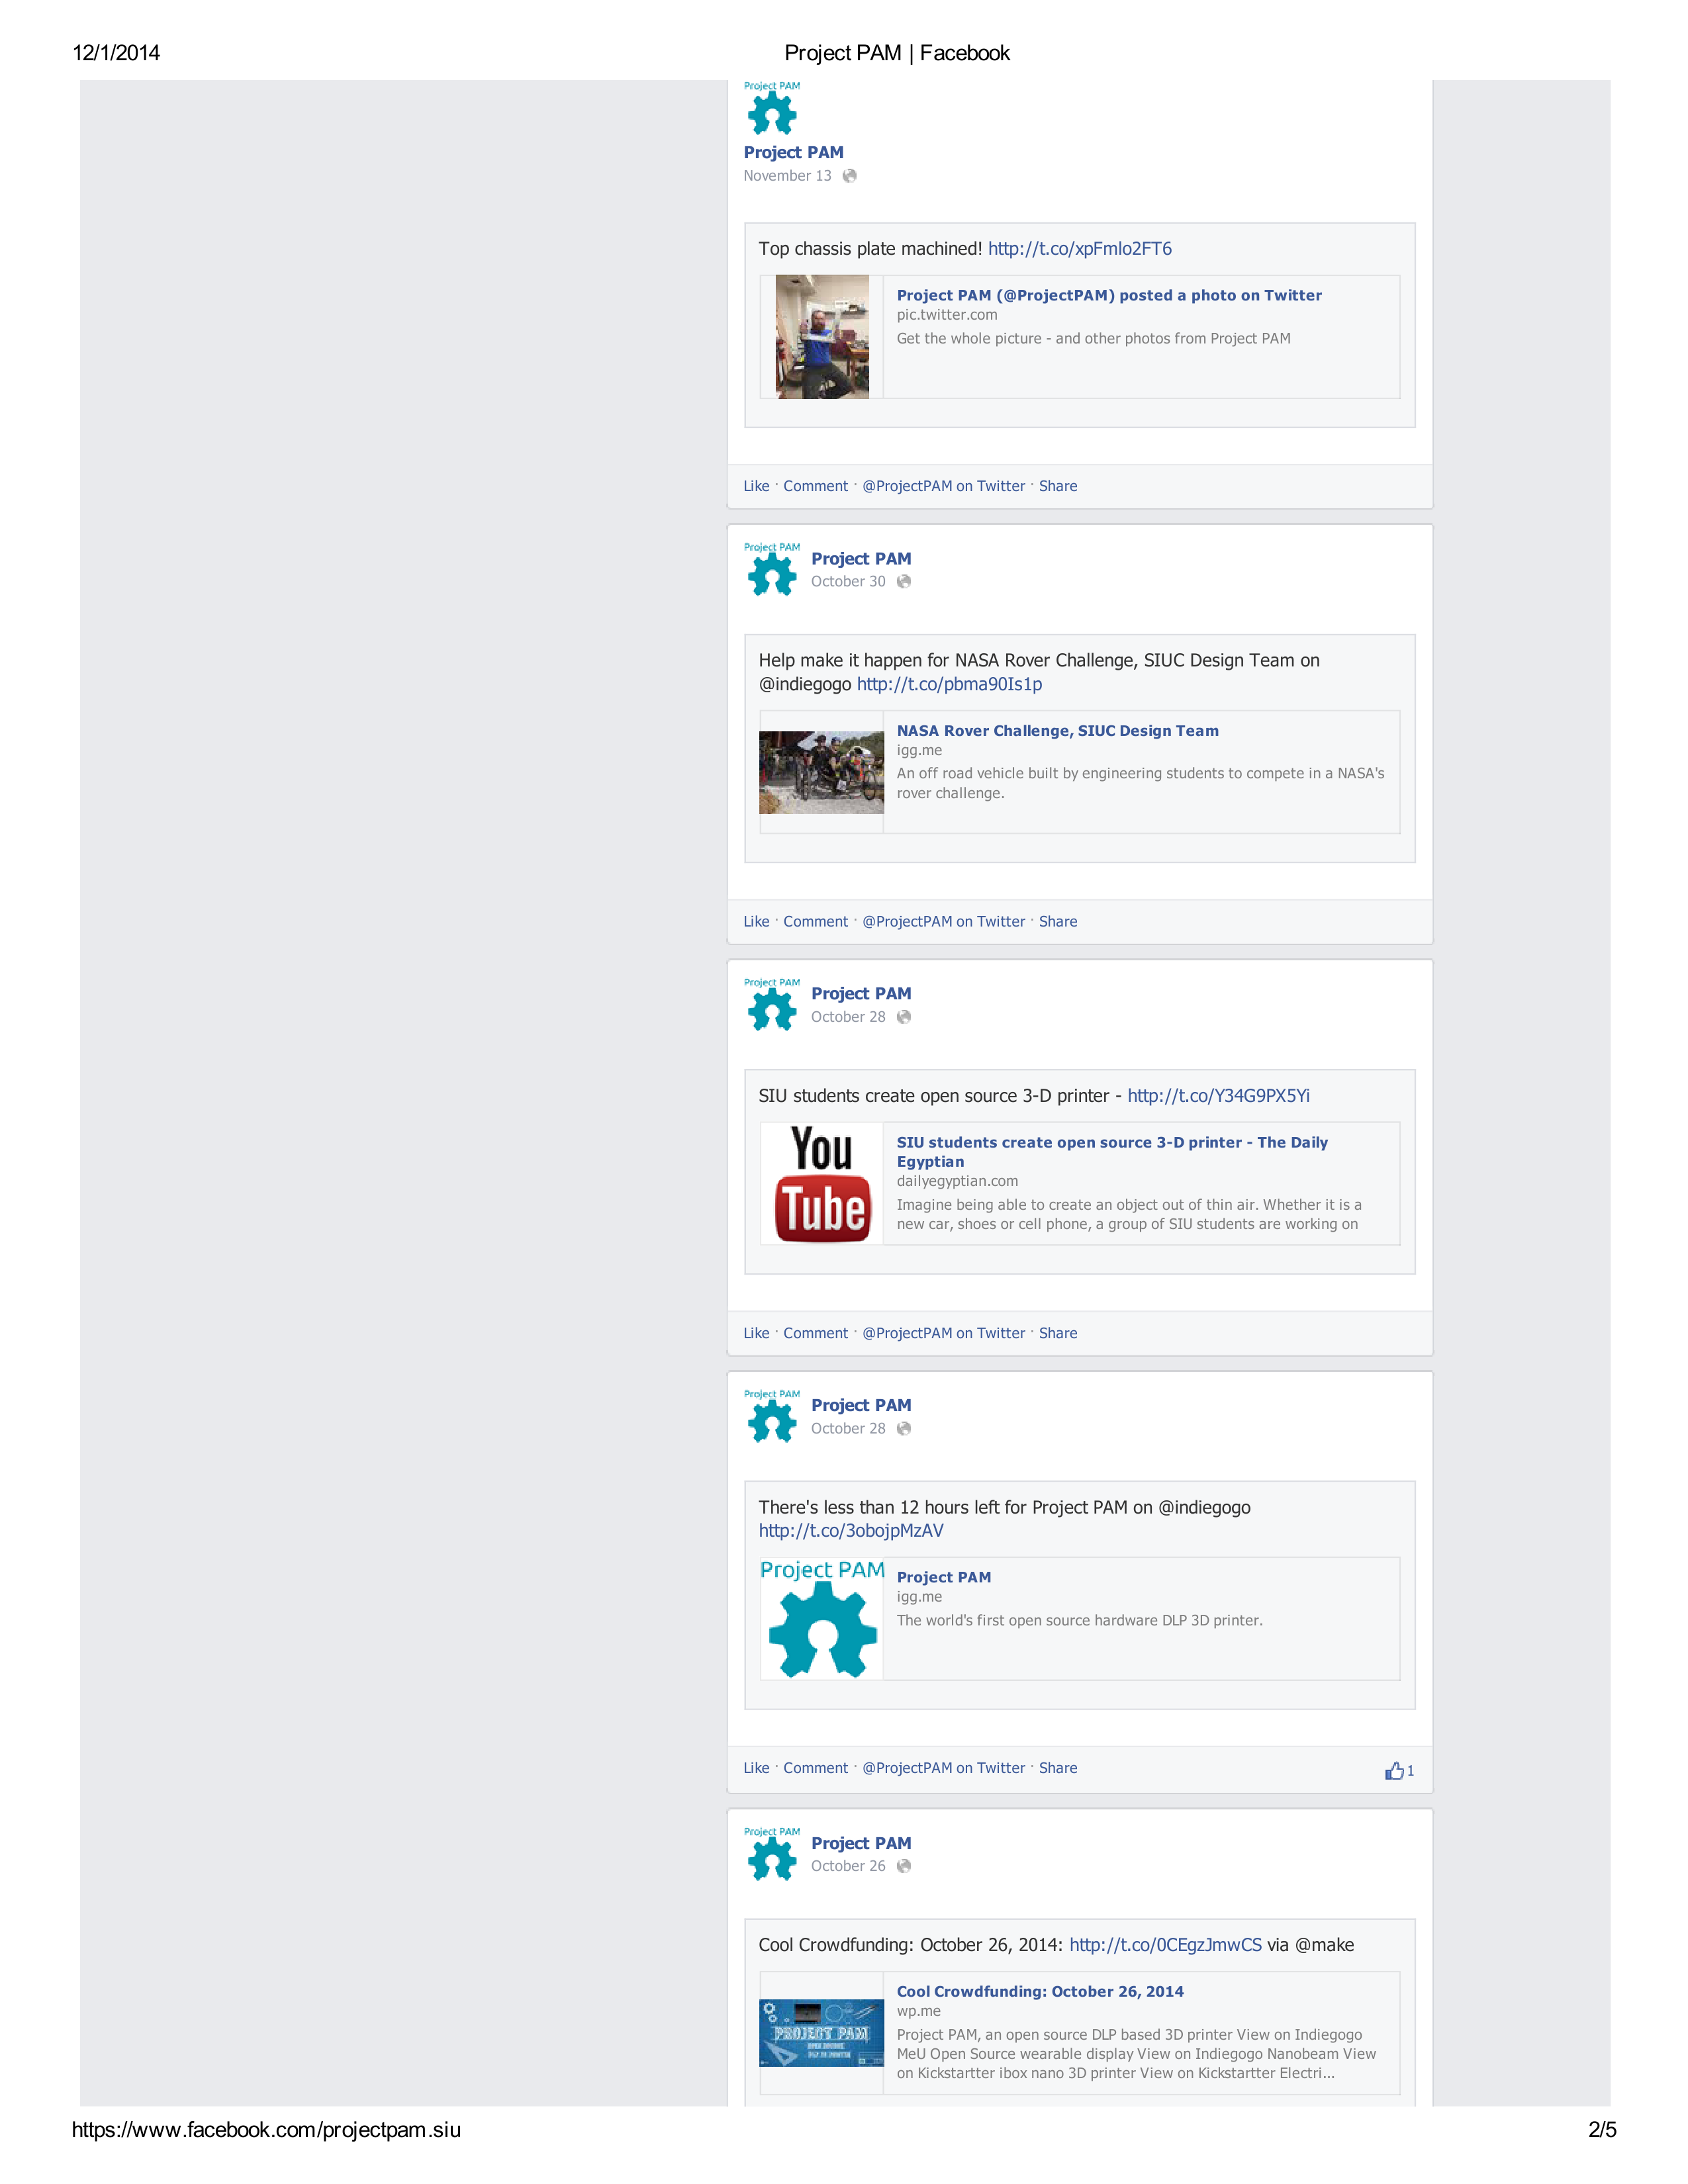 12/1/2014
Project PAM | Facebook
Project PAM
Project PAM
November 13
Top chassis plate machined! http://t.co/xpFmlo2FT6
Project PAM (@ProjectPAM) posted a photo on Twitter
pic.twitter.com
Get the whole picture - and other photos from Project PAM
Like · Comment · @ProjectPAM on Twitter · Share
Project PAM
Project PAM
October 30
Help make it happen for NASA Rover Challenge, SIUC Design Team on
@indiegogo http://t.co/pbma90Is1p
NASA Rover Challenge, SIUC Design Team
igg.me
An off road vehicle built by engineering students to compete in a NASA's
rover challenge.
Like · Comment · @ProjectPAM on Twitter · Share
Project PAM
Project PAM
October 28
SIU students create open source 3-D printer - http://t.co/Y34G9PX5Yi
You
Tube
SIU students create open source 3-D printer - The Daily
Egyptian
dailyegyptian.com
Imagine being able to create an object out of thin air. Whether it is a
new car, shoes or cell phone, a group of SIU students are working on
Like · Comment · @ProjectPAM on Twitter · Share
Project PAM
Project PAM
October 28
There's less than 12 hours left for Project PAM on @indiegogo
http://t.co/3obojpMzAV
Project PAM
Project PAM
igg.me
The world's first open source hardware DLP 3D printer.
Like · Comment · @ProjectPAM on Twitter · Share
1
Project PAM
Project PAM
October 26
Cool Crowdfunding: October 26, 2014: http://t.co/0CEgzJmwCS via @make
PROJECT PAM
OPEN SOURCE
DLP 3D PRINTER
Cool Crowdfunding: October 26, 2014
wp.me
Project PAM, an open source DLP based 3D printer View on Indiegogo
MeU Open Source wearable display View on Indiegogo Nanobeam View
on Kickstartter ibox nano 3D printer View on Kickstartter Electri...
https://www.facebook.com/projectpam.siu
2/5